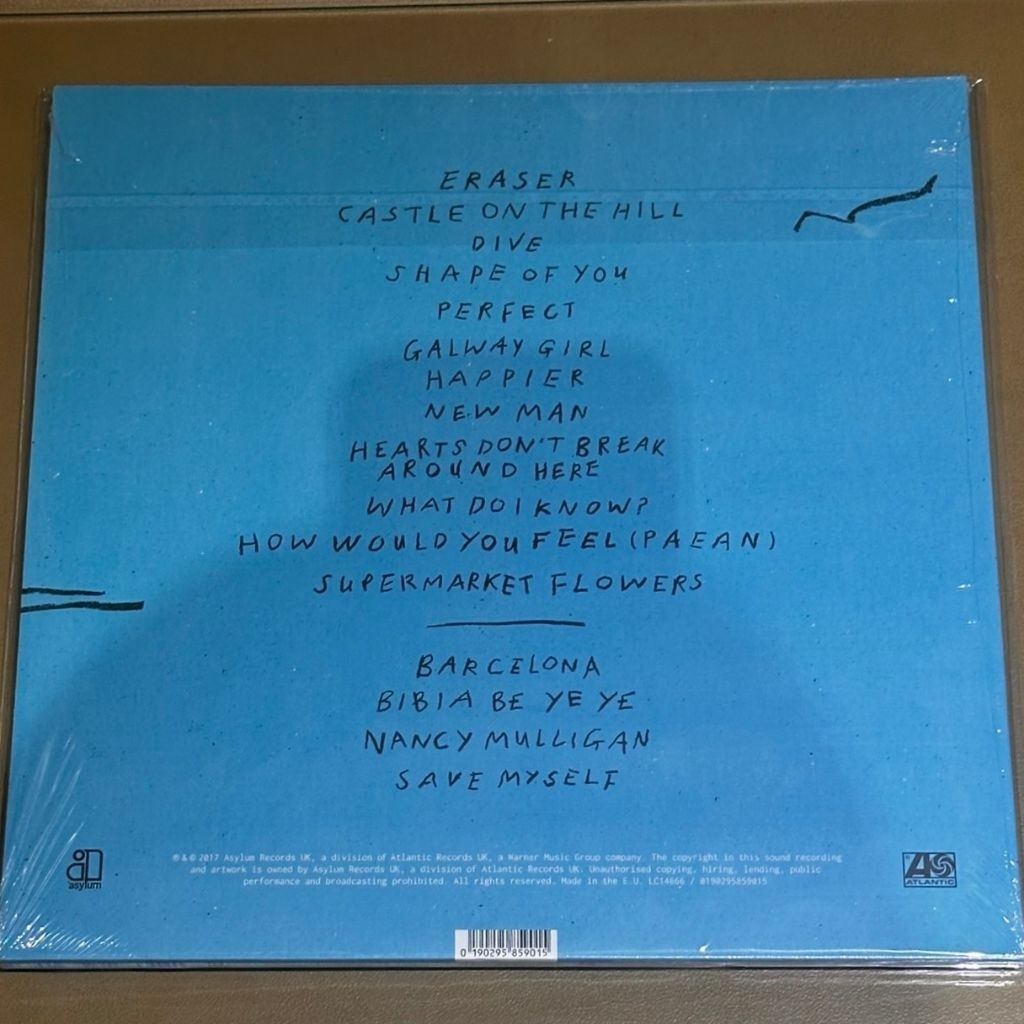 ERASER
CASTLE ON THE HILL
DIVE
SHAPE OF YOU
PERFECT
GALWAY GIRL
HAPPIER
NEW MAN
HEARTS DON'T BREAK
AROUND HERE
WHAT DO I KNOW?
HOW WOULD YOU FEEL (PAEAN)
SUPERMARKET FLOWERS
BARCELONA
BIBIA BE YE YE
NANCY MULLIGAN
SAVE MYSELF
℗ & © 2017 Asylum Records UK, a division of Atlantic Records UK, a Warner Music Group company. The copyright in this sound recording
and artwork is owned by Asylum Records UK, a division of Atlantic Records UK. Unauthorised copying, hiring, lending, public
performance and broadcasting prohibited. All rights reserved. Made in the E.U. LC14666 / 0190295859015
asylum
ATLANTIC
0 190295 859015